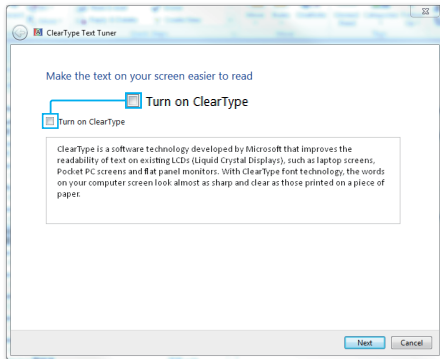 ClearType Text Tuner
Make the text on your screen easier to read
Turn on ClearType
Turn on ClearType
ClearType is a software technology developed by Microsoft that improves the
readability of text on existing LCDs (Liquid Crystal Displays), such as laptop screens,
Pocket PC screens and flat panel monitors. With ClearType font technology, the words
on your computer screen look almost as sharp and clear as those printed on a piece of
paper.
Next Cancel